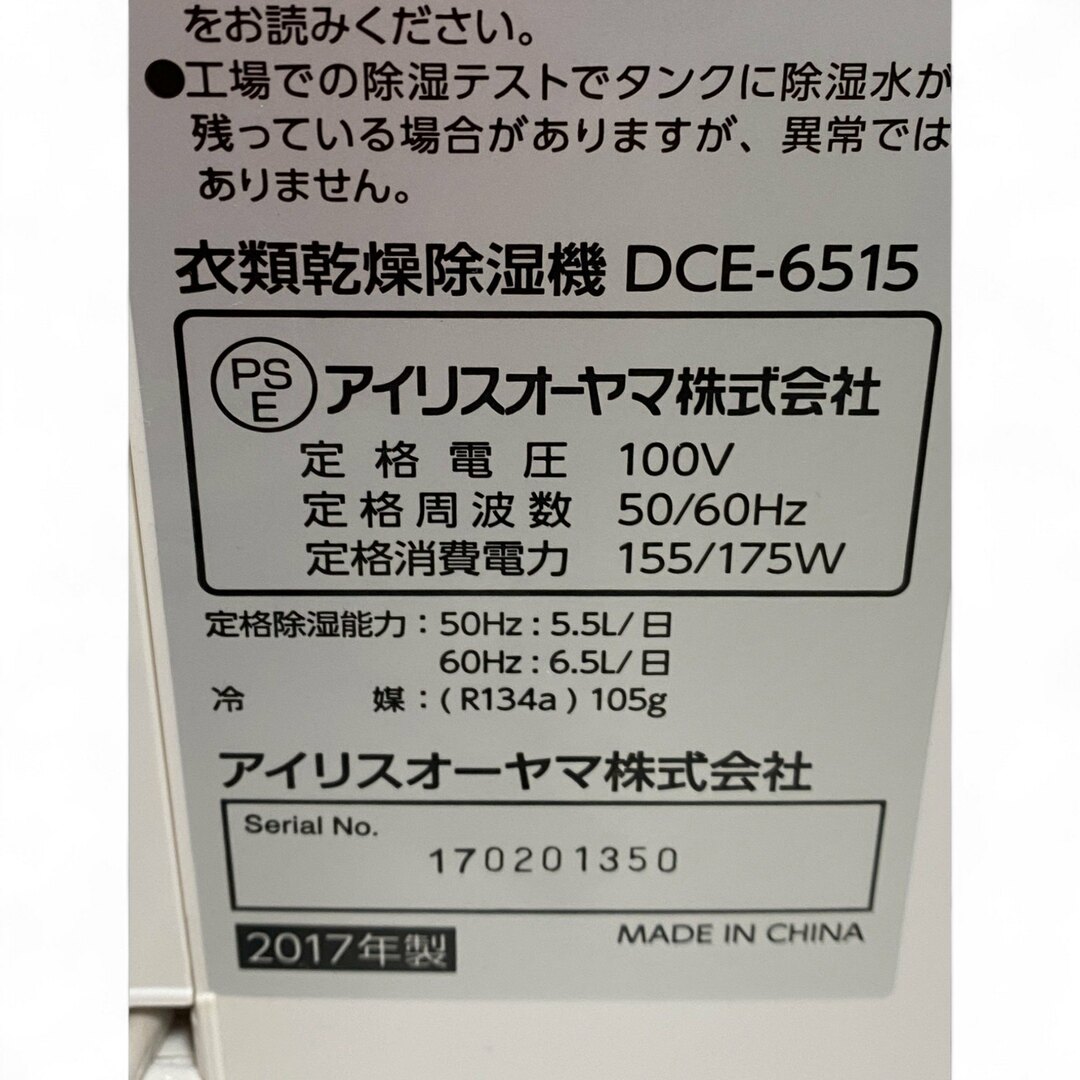 をお読みください。
●工場での除湿テストでタンクに除湿水が
残っている場合がありますが、異常では
ありません。
衣類乾燥除湿機 DCE-6515
PSE アイリスオーヤマ株式会社
定格電圧 100V
定格周波数 50/60Hz
定格消費電力 155/175W
定格除湿能力：50Hz：5.5L/日
60Hz：6.5L/日
冷媒：(R134a) 105g
アイリスオーヤマ株式会社
Serial No.
170201350
2017年製
MADE IN CHINA